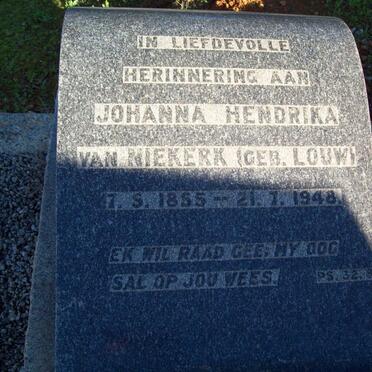 IN LIEFDEVOLLE
HERINNERING AAN
JOHANNA HENDRIKA
VAN NIEKERK (GEB. LOUW)
7. 3. 1855 - 21. 7. 1948.
EK WIL RAAD GEE; MY OOG
SAL OP JOU WEES. PS. 32.